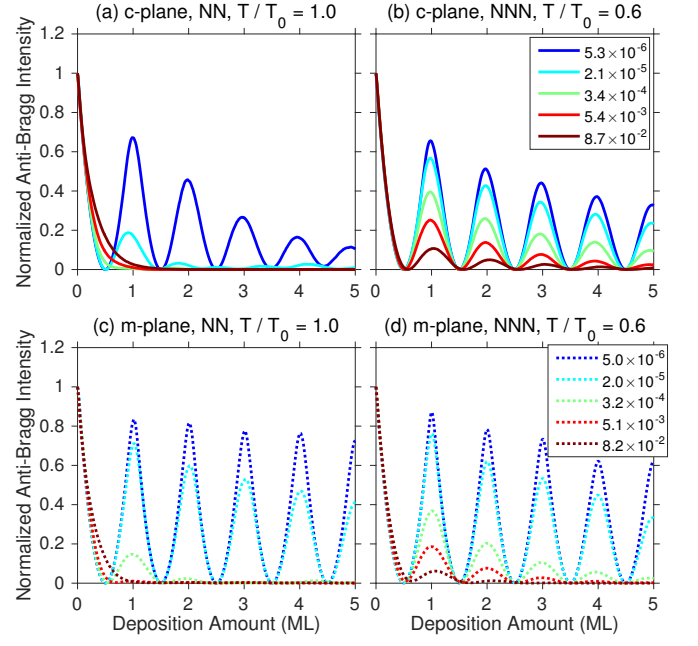 (a) c-plane, NN, T / T₀ = 1.0
(b) c-plane, NNN, T / T₀ = 0.6
Normalized Anti-Bragg Intensity
1.2
1
0.8
0.6
0.4
0.2
0
0 1 2 3 4 5
5.3×10⁻⁶
2.1×10⁻⁵
3.4×10⁻⁴
5.4×10⁻³
8.7×10⁻²
0 1 2 3 4 5
(c) m-plane, NN, T / T₀ = 1.0
(d) m-plane, NNN, T / T₀ = 0.6
Normalized Anti-Bragg Intensity
1.2
1
0.8
0.6
0.4
0.2
0
0 1 2 3 4 5
Deposition Amount (ML)
5.0×10⁻⁶
2.0×10⁻⁵
3.2×10⁻⁴
5.1×10⁻³
8.2×10⁻²
0 1 2 3 4 5
Deposition Amount (ML)